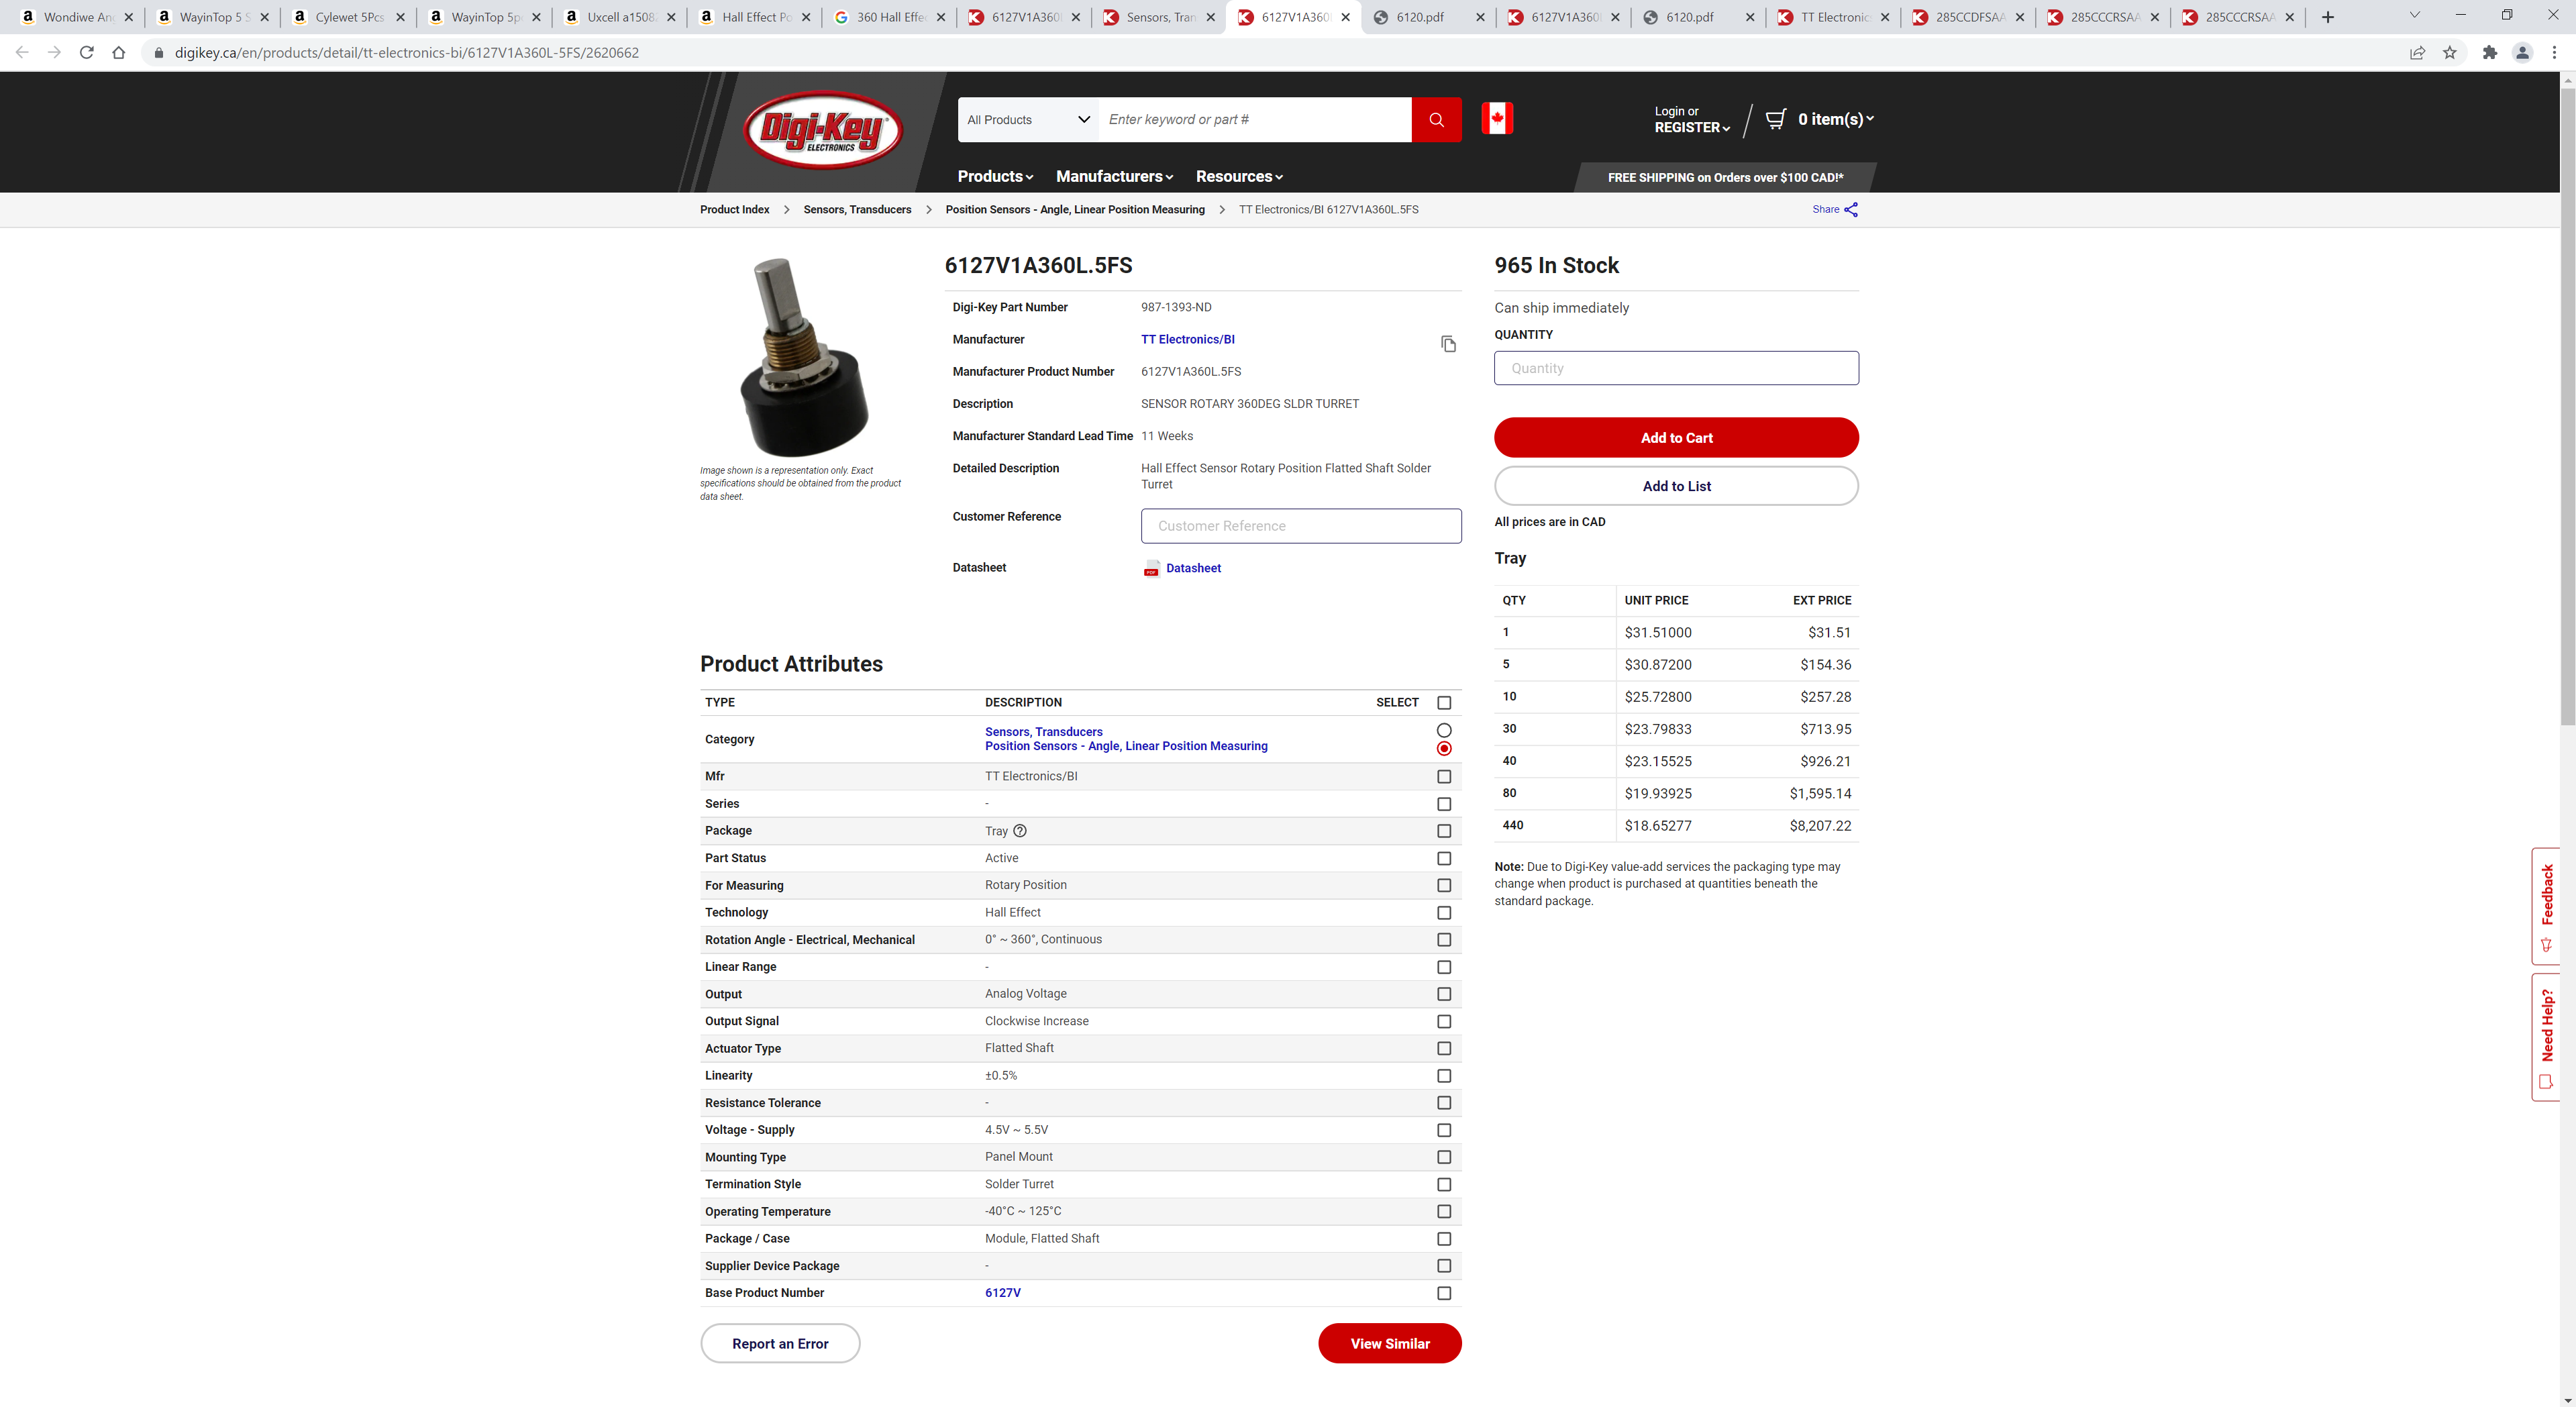 Wondiwe An
WayinTop 5 S
Cylewet 5Pcs
WayinTop 5p
Uxcell a1508
Hall Effect Po
360 Hall Effec
6127V1A360
Sensors, Tran
6127V1A360
6120.pdf
6127V1A360
6120.pdf
TT Electronic
285CCDFSAA
285CCCRSAA
285CCCRSAA
digikey.ca/en/products/detail/tt-electronics-bi/6127V1A360L-5FS/2620662
Digi-Key
ELECTRONICS
All Products
Enter keyword or part #
Login or
REGISTER
0 item(s)
Products
Manufacturers
Resources
FREE SHIPPING on Orders over $100 CAD!*
Product Index > Sensors, Transducers > Position Sensors - Angle, Linear Position Measuring > TT Electronics/BI 6127V1A360L.5FS
Share
Image shown is a representation only. Exact
specifications should be obtained from the product
data sheet.
6127V1A360L.5FS
Digi-Key Part Number 987-1393-ND
Manufacturer TT Electronics/BI
Manufacturer Product Number 6127V1A360L.5FS
Description SENSOR ROTARY 360DEG SLDR TURRET
Manufacturer Standard Lead Time 11 Weeks
Detailed Description Hall Effect Sensor Rotary Position Flatted Shaft Solder
Turret
Customer Reference Customer Reference
Datasheet PDF Datasheet
965 In Stock
Can ship immediately
QUANTITY
Quantity
Add to Cart
Add to List
All prices are in CAD
Tray
QTY UNIT PRICE EXT PRICE
1 $31.51000 $31.51
5 $30.87200 $154.36
10 $25.72800 $257.28
30 $23.79833 $713.95
40 $23.15525 $926.21
80 $19.93925 $1,595.14
440 $18.65277 $8,207.22
Note: Due to Digi-Key value-add services the packaging type may
change when product is purchased at quantities beneath the
standard package.
Product Attributes
TYPE DESCRIPTION SELECT
Category Sensors, Transducers
Position Sensors - Angle, Linear Position Measuring
Mfr TT Electronics/BI
Series -
Package Tray ?
Part Status Active
For Measuring Rotary Position
Technology Hall Effect
Rotation Angle - Electrical, Mechanical 0° ~ 360°, Continuous
Linear Range -
Output Analog Voltage
Output Signal Clockwise Increase
Actuator Type Flatted Shaft
Linearity ±0.5%
Resistance Tolerance -
Voltage - Supply 4.5V ~ 5.5V
Mounting Type Panel Mount
Termination Style Solder Turret
Operating Temperature -40°C ~ 125°C
Package / Case Module, Flatted Shaft
Supplier Device Package -
Base Product Number 6127V
Report an Error
View Similar
Feedback
Need Help?